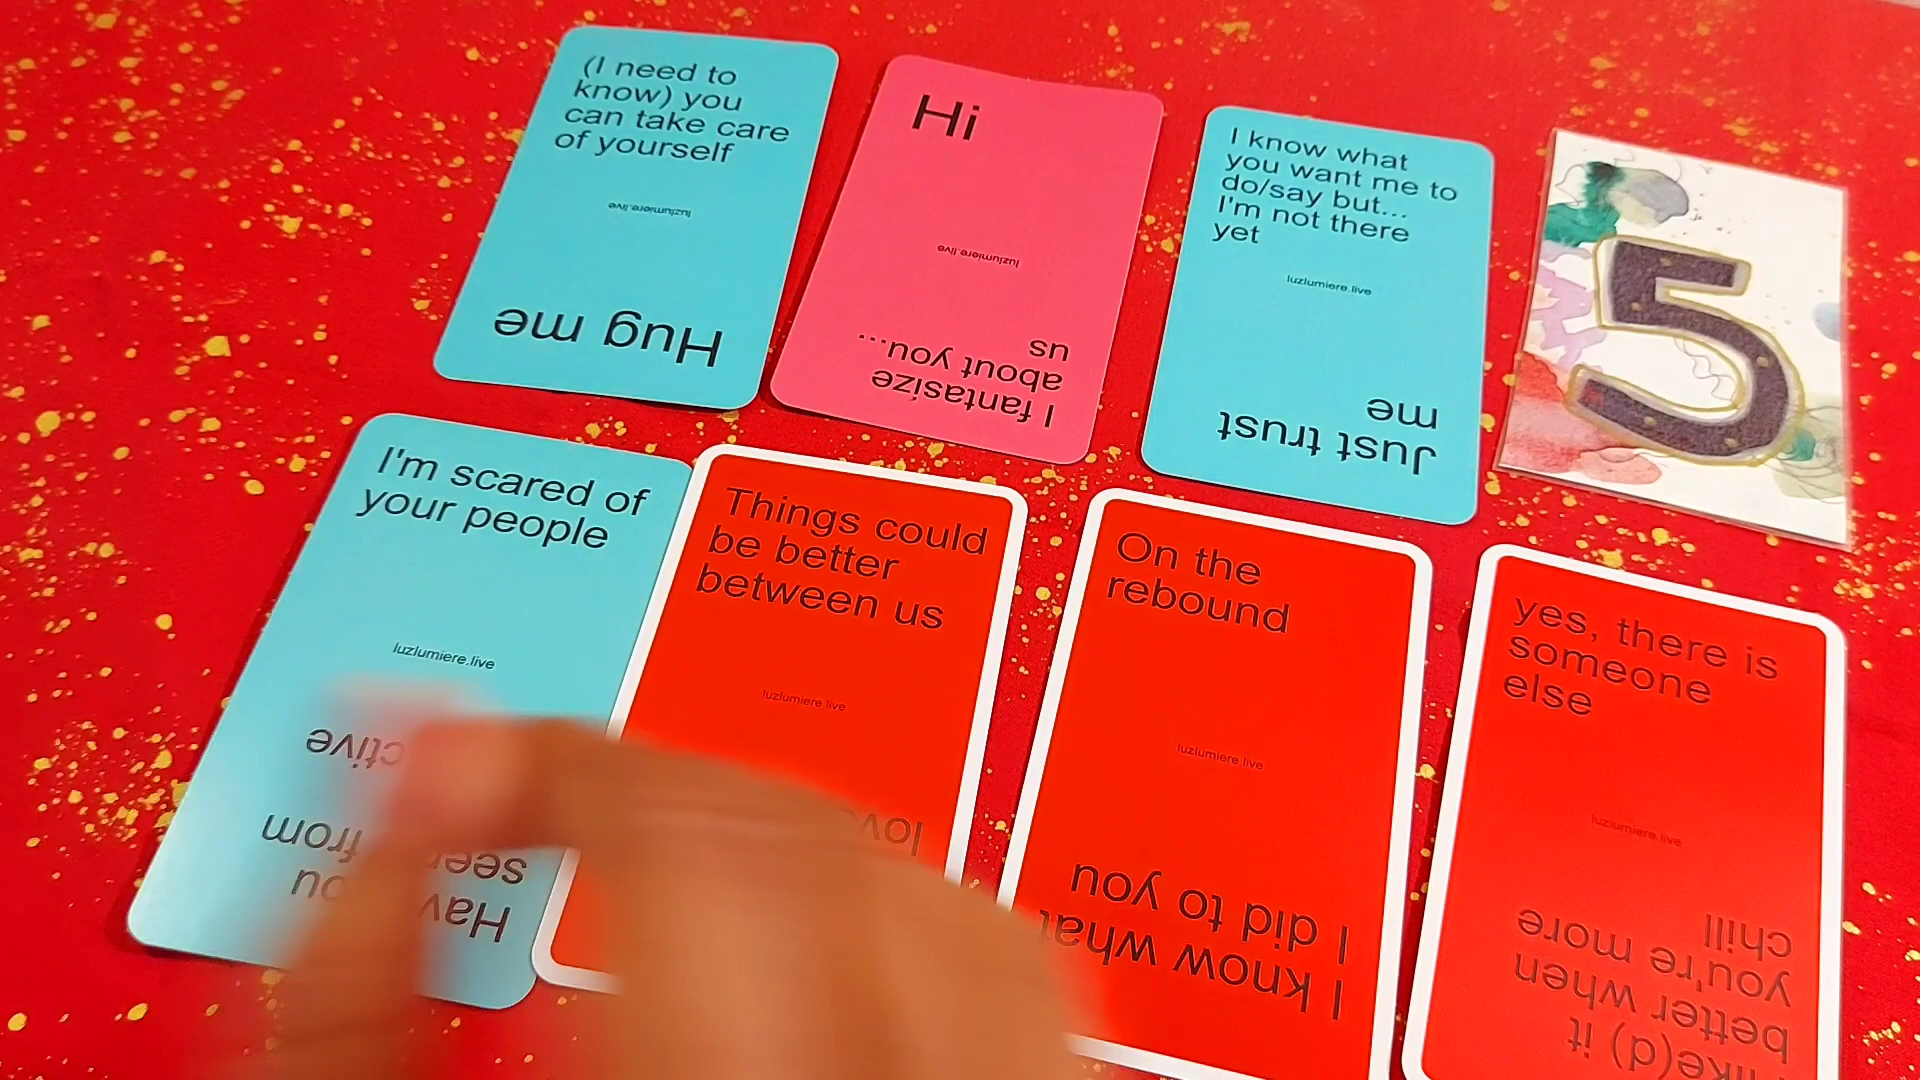 (I need to
know) you
can take care
of yourself
luzlumiere.live
Hug me
Hi
luzlumiere.live
I fantasize
about you...
us
I know what
you want me to
do/say but...
I'm not there
yet
luzlumiere.live
Just trust
me
5
I'm scared of
your people
luzlumiere.live
Things could
be better
between us
luzlumiere.live
On the
rebound
luzlumiere.live
I know what
I did to you
yes, there is
someone
else
luzlumiere.live
like(d) it
better when
you're more
chill